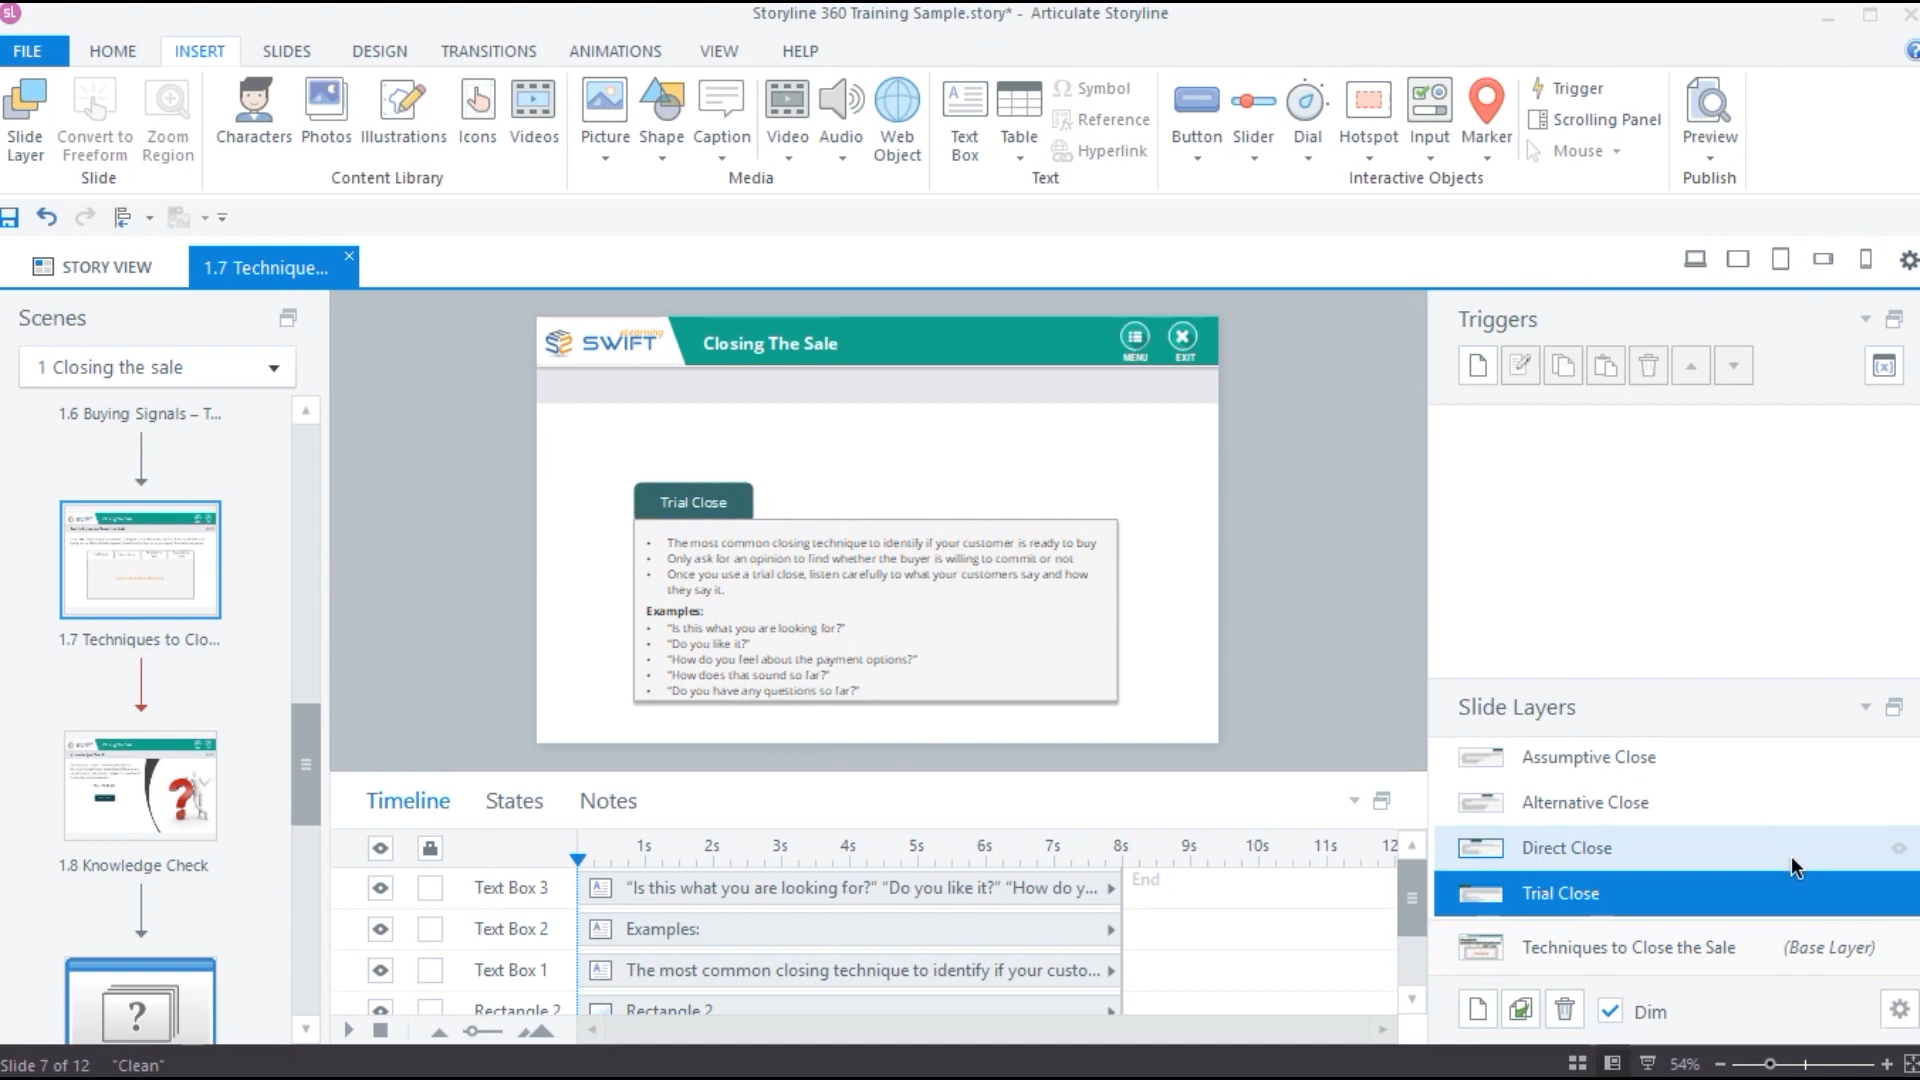 Storyline 360 Training Sample.story* - Articulate Storyline
FILE HOME INSERT SLIDES DESIGN TRANSITIONS ANIMATIONS VIEW HELP
Slide Layer
Convert to Freeform
Zoom Region
Slide
Characters Photos Illustrations Icons Videos
Content Library
Picture Shape Caption Video Audio
Web Object
Media
Text Box
Table
Symbol
Reference
Hyperlink
Text
Button Slider Dial Hotspot Input Marker
Trigger
Scrolling Panel
Mouse
Interactive Objects
Preview
Publish
STORY VIEW
1.7 Technique...
Scenes
1 Closing the sale
1.6 Buying Signals – T...
1.7 Techniques to Clo...
1.8 Knowledge Check
SWIFT
eLearning
Closing The Sale
MENU
EXIT
Trial Close
• The most common closing technique to identify if your customer is ready to buy
• Only ask for an opinion to find whether the buyer is willing to commit or not
• Once you use a trial close, listen carefully to what your customers say and how
they say it.
Examples:
• “Is this what you are looking for?”
• “Do you like it?”
• “How do you feel about the payment options?”
• “How does that sound so far?”
• “Do you have any questions so far?”
Timeline States Notes
1s 2s 3s 4s 5s 6s 7s 8s 9s 10s 11s 12
Text Box 3 “Is this what you are looking for?” “Do you like it?” “How do y...
End
Text Box 2 Examples:
Text Box 1 The most common closing technique to identify if your custo...
Rectangle 2 Rectangle 2
Triggers
Slide Layers
Assumptive Close
Alternative Close
Direct Close
Trial Close
Techniques to Close the Sale (Base Layer)
Dim
Slide 7 of 12 "Clean"
54%